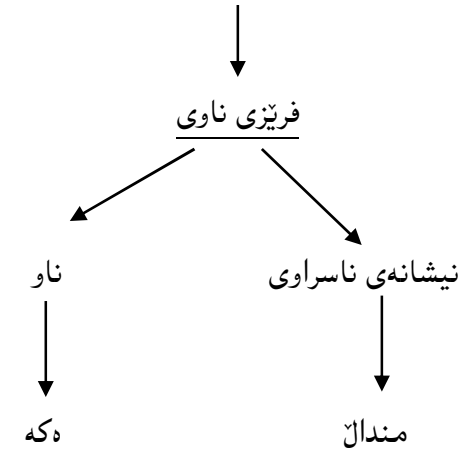 فرێزی ناوی
نیشانەی ناسراوی ناو
منداڵ ەکە